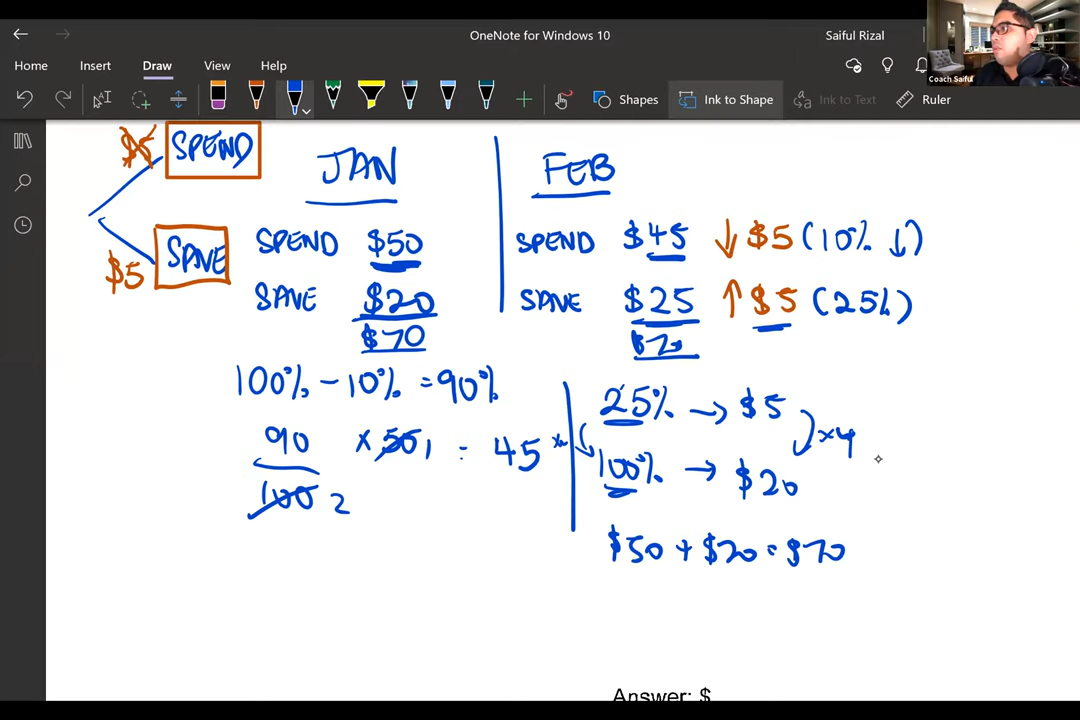 OneNote for Windows 10
Saiful Rizal
Home Insert Draw View Help
Coach Saiful
Shapes Ink to Shape Ink to Text Ruler
$5 SPEND
JAN
FEB
$5 SAVE
SPEND $50
SPEND $45 ↓ $5 (10% ↓)
SAVE $20
SAVE $25 ↑ $5 (25%)
$70
$70
100% - 10% = 90%
25% → $5
90 × 50 1 = 45
×4
100 2
100% → $20
$50 + $20 = $70
Answer: $